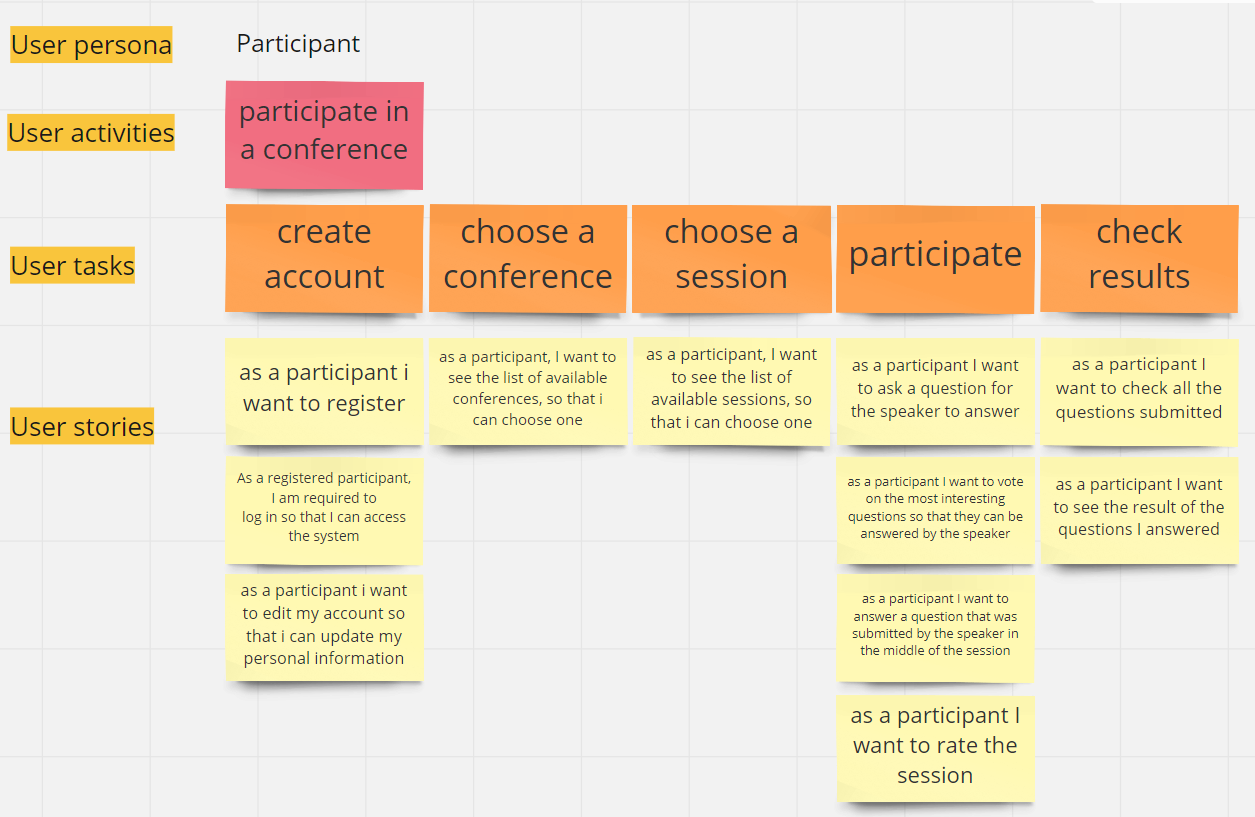 User persona
Participant
User activities
participate in
a conference
User tasks
create
account
choose a
conference
choose a
session
participate
check
results
User stories
as a participant i
want to register
as a participant, I want to
see the list of available
conferences, so that i
can choose one
as a participant, I want
to see the list of
available sessions, so
that i can choose one
as a participant I want
to ask a question for
the speaker to answer
as a participant I
want to check all the
questions submitted
As a registered participant,
I am required to
log in so that I can access
the system
as a participant I want to vote
on the most interesting
questions so that they can be
answered by the speaker
as a participant I want
to see the result of the
questions I answered
as a participant i want
to edit my account so
that i can update my
personal information
as a participant I want to
answer a question that was
submitted by the speaker in
the middle of the session
as a participant I
want to rate the
session